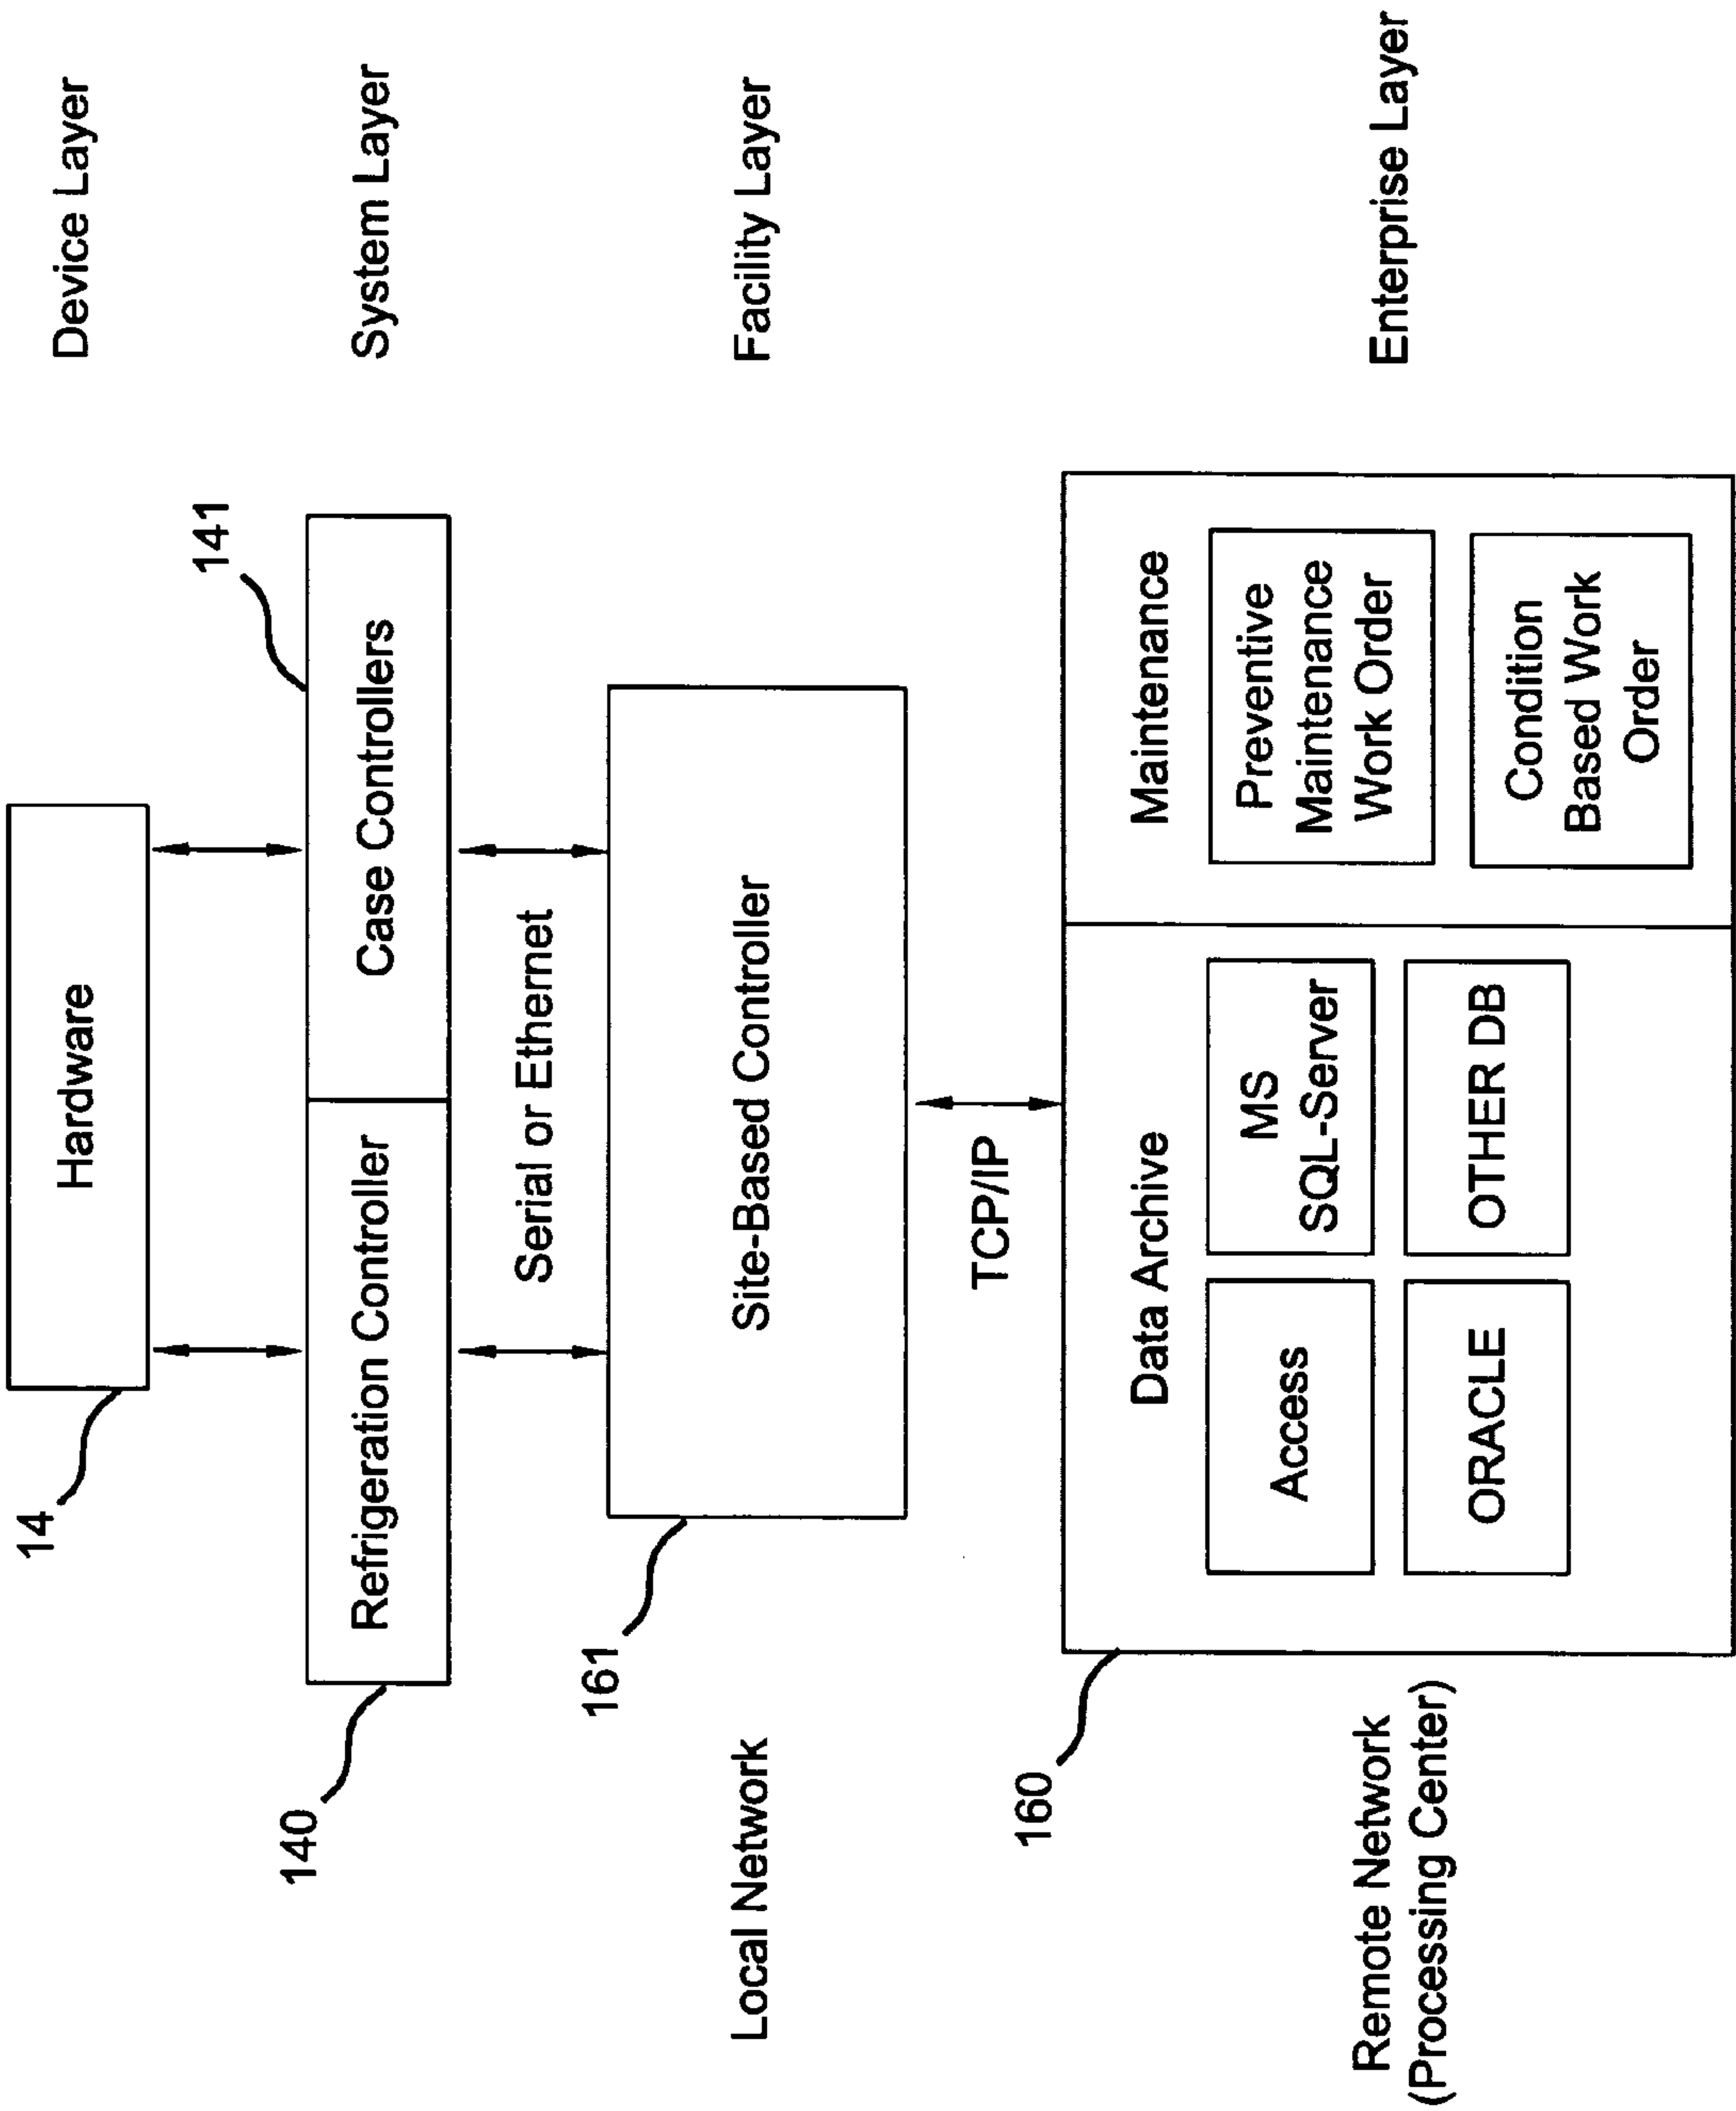 Device Layer
Hardware
14
System Layer
141
Refrigeration Controller
Case Controllers
140
Serial or Ethernet
Facility Layer
Site-Based Controller
161
Local Network
TCP/IP
Enterprise Layer
160
Data Archive
Access
MS
SQL-Server
ORACLE
OTHER DB
Maintenance
Preventive
Maintenance
Work Order
Condition
Based Work
Order
Remote Network
(Processing Center)